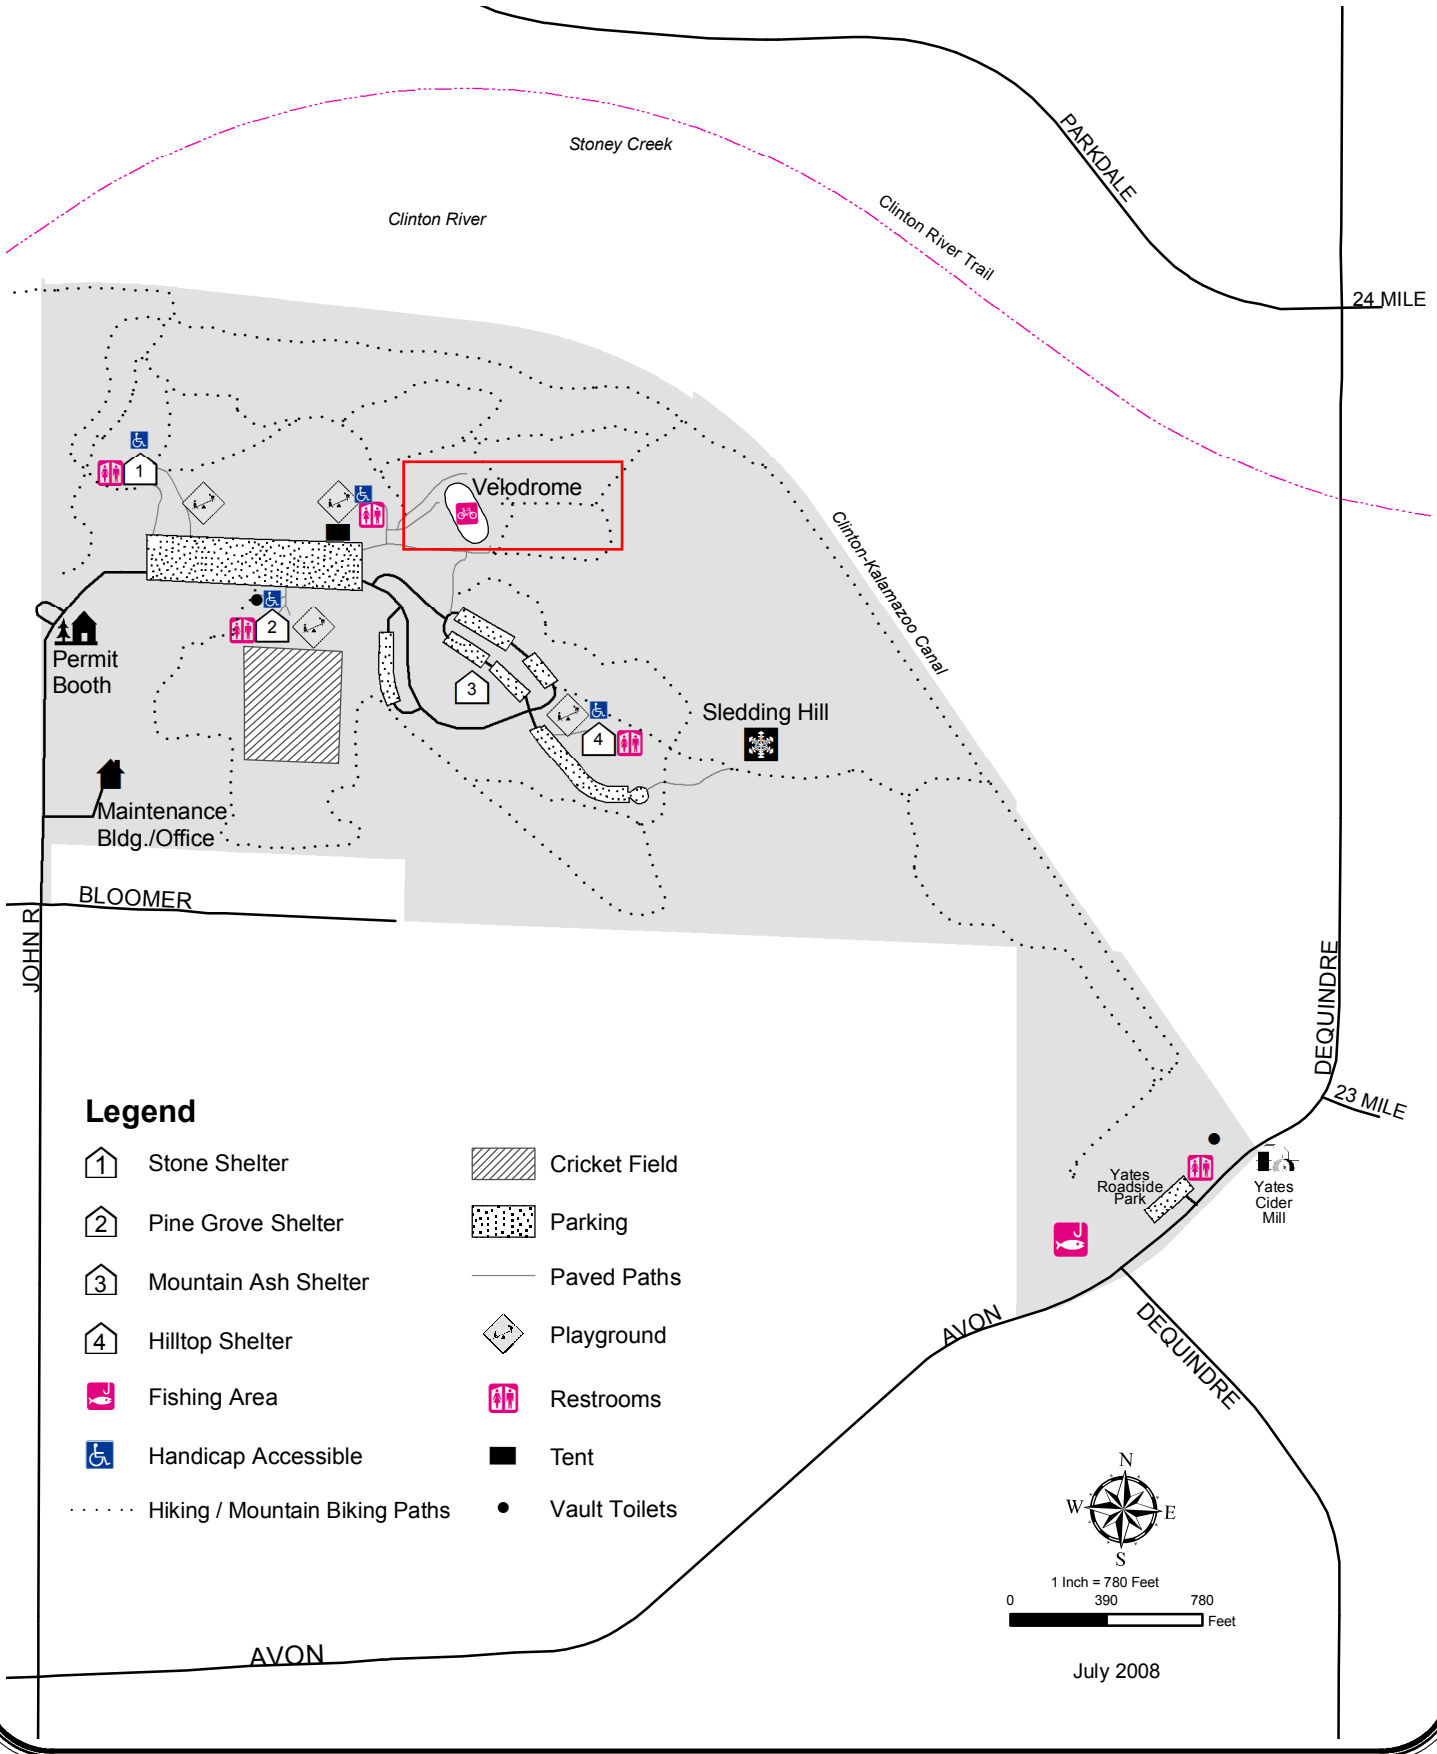 Stoney Creek
Clinton River
PARKDALE
Clinton River Trail
24 MILE
1
Velodrome
Clinton-Kalamazoo Canal
2
Permit
Booth
3
4
Sledding Hill
Maintenance
Bldg./Office
BLOOMER
JOHN R
DEQUINDRE
23 MILE
Yates
Roadside
Park
Yates
Cider
Mill
AVON
DEQUINDRE
Legend
1 Stone Shelter
2 Pine Grove Shelter
3 Mountain Ash Shelter
4 Hilltop Shelter
Fishing Area
Handicap Accessible
Hiking / Mountain Biking Paths
Cricket Field
Parking
Paved Paths
Playground
Restrooms
Tent
Vault Toilets
N
W E
S
1 Inch = 780 Feet
0 390 780
Feet
July 2008
AVON